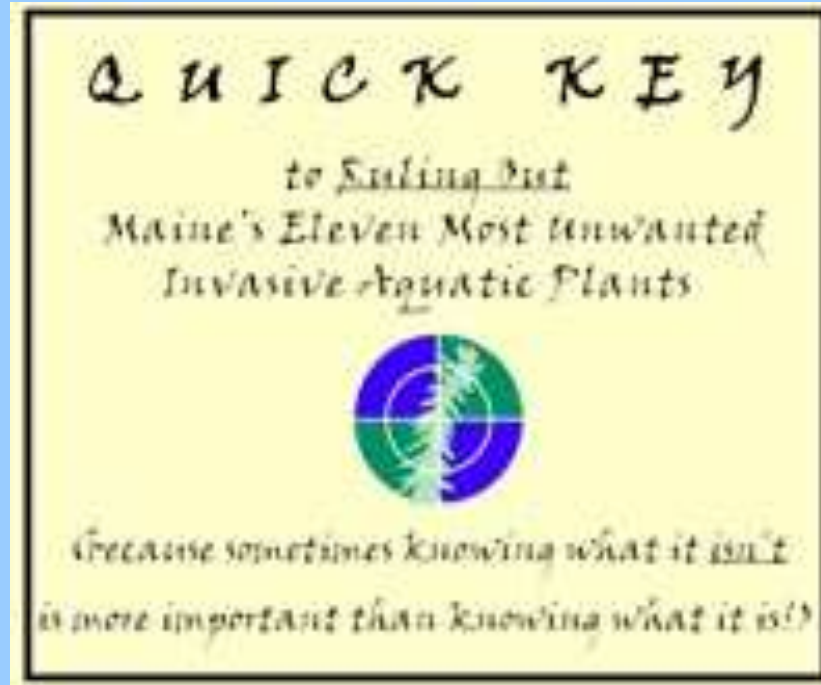 QUICK KEY
to Ruling Out
Maine's Eleven Most Unwanted
Invasive Aquatic Plants
(because sometimes knowing what it isn't
is more important than knowing what it is!)